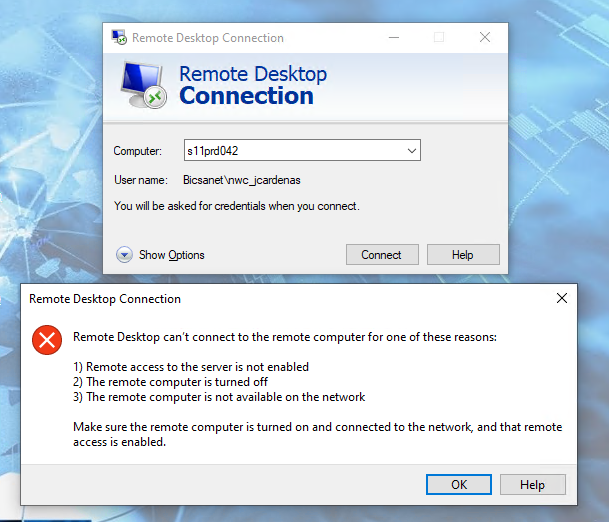 Remote Desktop Connection
Remote Desktop
Connection
Computer: s11prd042
User name: Bicsanet\nwc_jcardenas
You will be asked for credentials when you connect.
Show Options Connect Help
Remote Desktop Connection
Remote Desktop can't connect to the remote computer for one of these reasons:
1) Remote access to the server is not enabled
2) The remote computer is turned off
3) The remote computer is not available on the network
Make sure the remote computer is turned on and connected to the network, and that remote
access is enabled.
OK Help